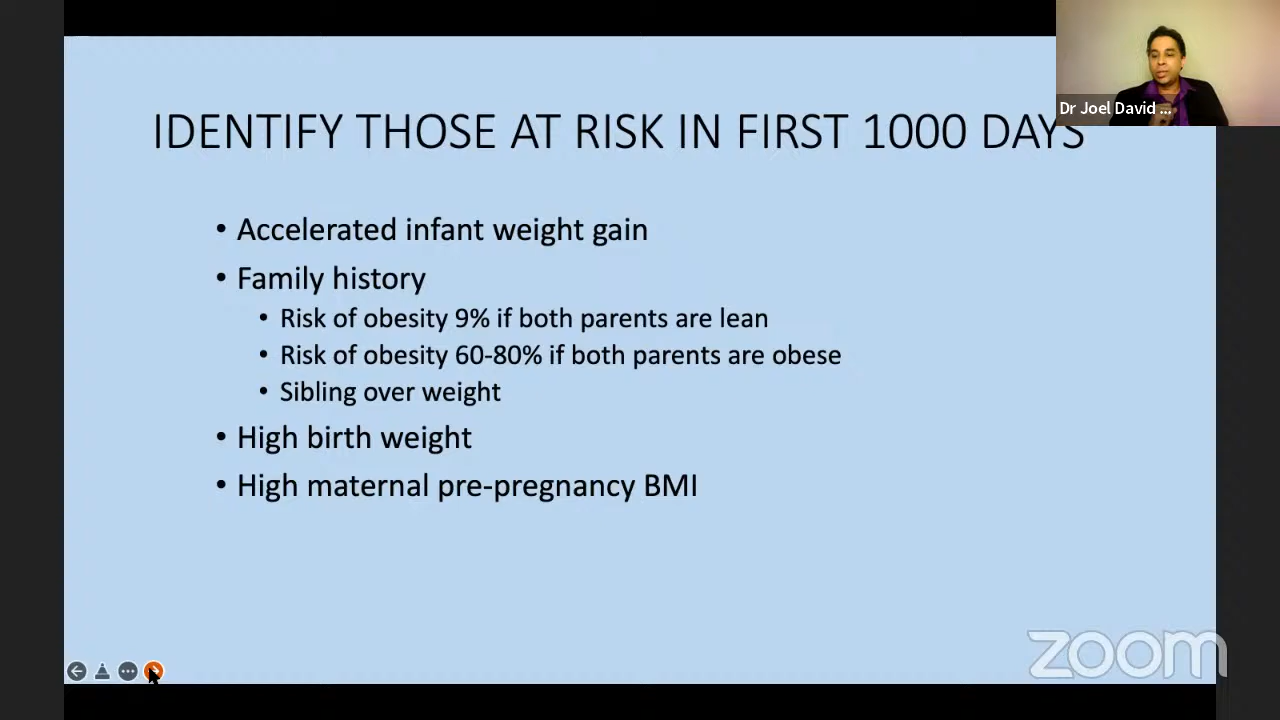 IDENTIFY THOSE AT RISK IN FIRST 1000 DAYS
Dr Joel David ...
• Accelerated infant weight gain
• Family history
• Risk of obesity 9% if both parents are lean
• Risk of obesity 60-80% if both parents are obese
• Sibling over weight
• High birth weight
• High maternal pre-pregnancy BMI
zoom